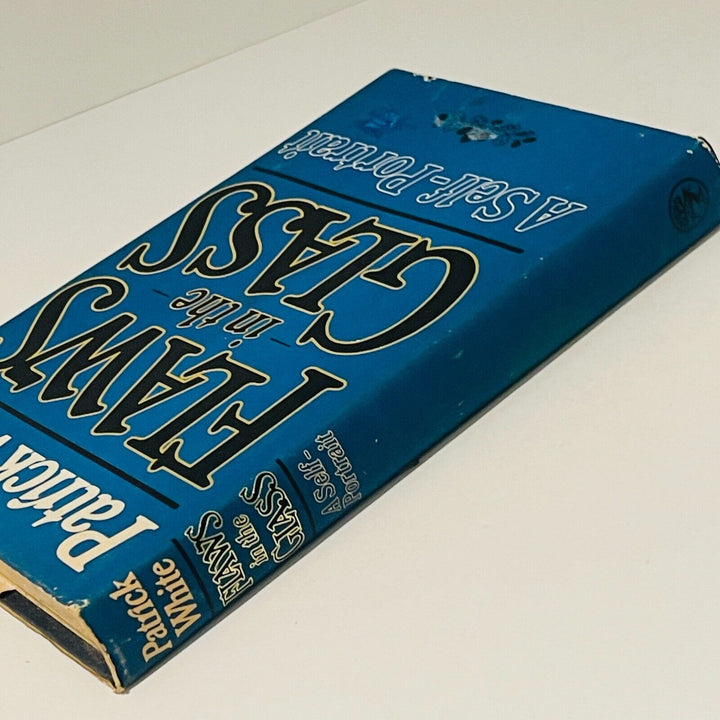 Patrick
FLAWS
in the
GLASS
A Self-Portrait
Patrick
White
FLAWS
in the
GLASS
A Self-
Portrait